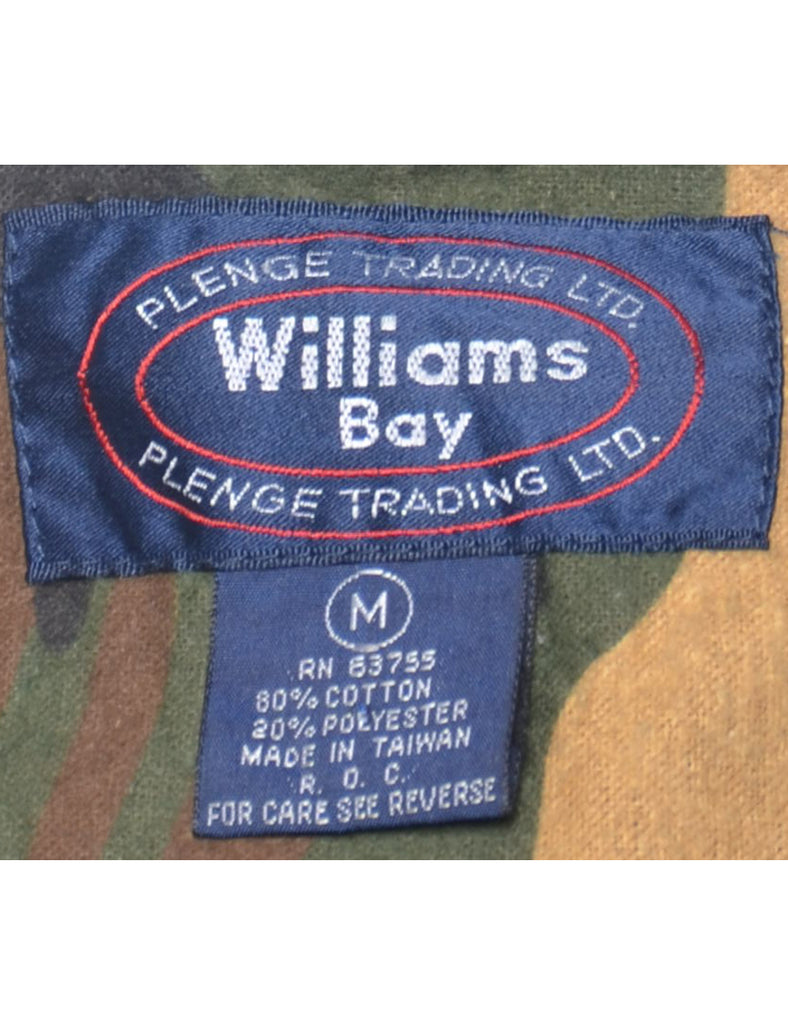 PLENGE TRADING LTD.
Williams
Bay
PLENGE TRADING LTD.
M
RN 63755
80% COTTON
20% POLYESTER
MADE IN TAIWAN
R. O. C.
FOR CARE SEE REVERSE